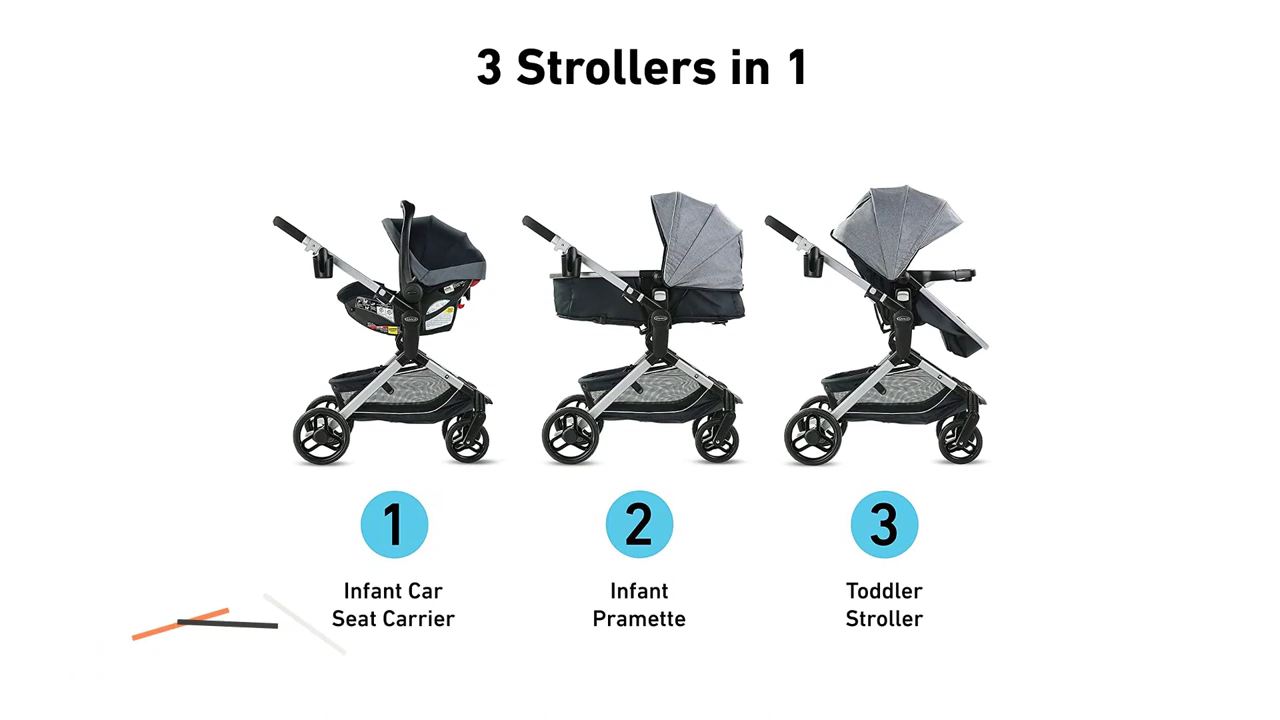 3 Strollers in 1
1
2
3
Infant Car
Seat Carrier
Infant
Pramette
Toddler
Stroller